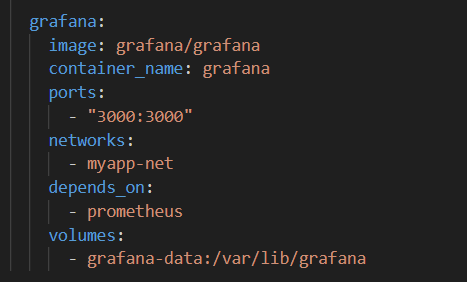 grafana:
image: grafana/grafana
container_name: grafana
ports:
- "3000:3000"
networks:
- myapp-net
depends_on:
- prometheus
volumes:
- grafana-data:/var/lib/grafana